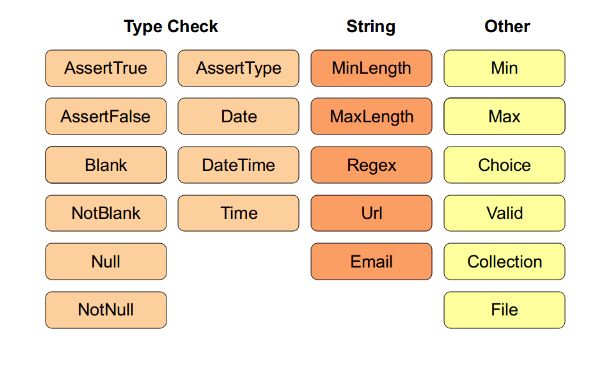 Type Check String Other
AssertTrue AssertType MinLength Min
AssertFalse Date MaxLength Max
Blank DateTime Regex Choice
NotBlank Time Url Valid
Null Email Collection
NotNull File